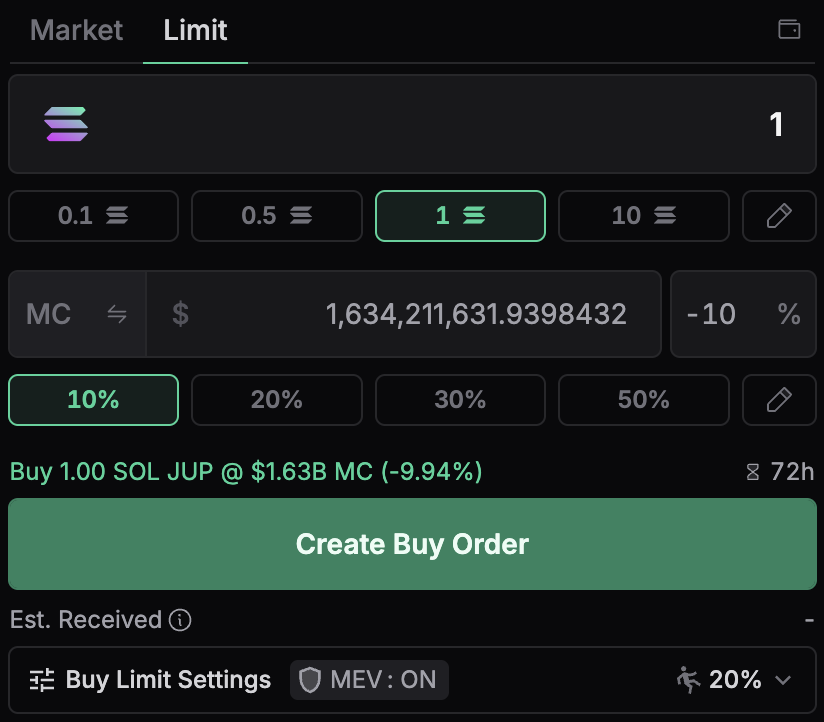 Market Limit
1
0.1 0.5 1 10
MC $ 1,634,211,631.9398432 -10 %
10% 20% 30% 50%
Buy 1.00 SOL JUP @ $1.63B MC (-9.94%) 72h
Create Buy Order
Est. Received -
Buy Limit Settings MEV: ON 20%